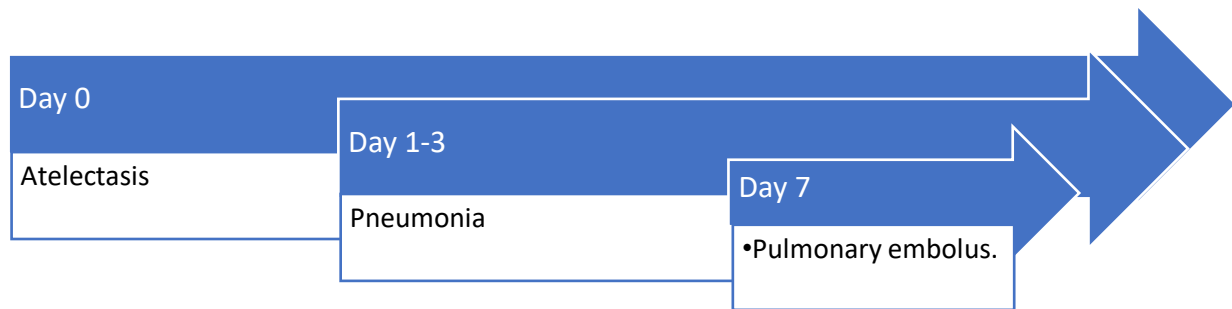 Day 0
Atelectasis
Day 1-3
Pneumonia
Day 7
•Pulmonary embolus.